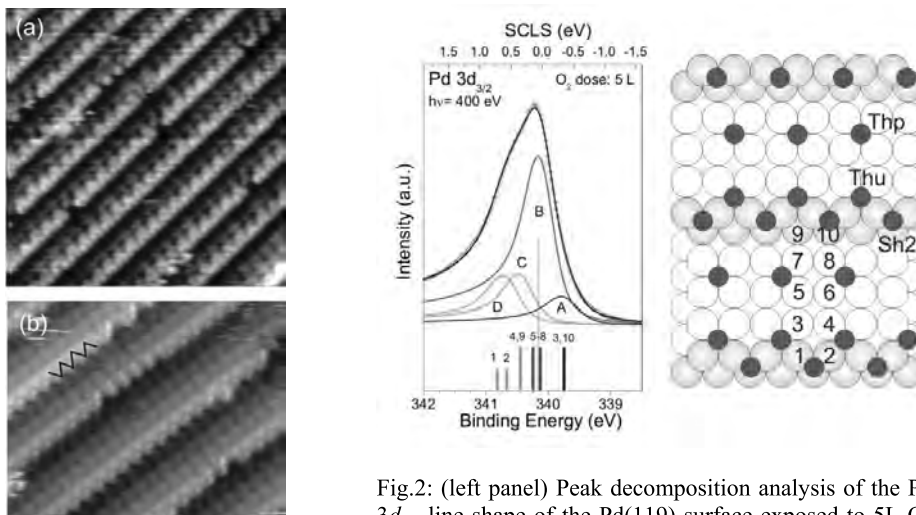 (a)
(b)
SCLS (eV)
1.5 1.0 0.5 0.0 -0.5 -1.0 -1.5
Pd 3d3/2
hν= 400 eV
O2 dose: 5 L
Intensity (a.u.)
B
C
D
A
1 2 4,9 5-8 3,10
342 341 340 339
Binding Energy (eV)
Thp
Thu
Sh2
9 10
7 8
5 6
3 4
1 2
Fig.2: (left panel) Peak decomposition analysis of the
line shape of the Pd(119) surface exposed to 5L